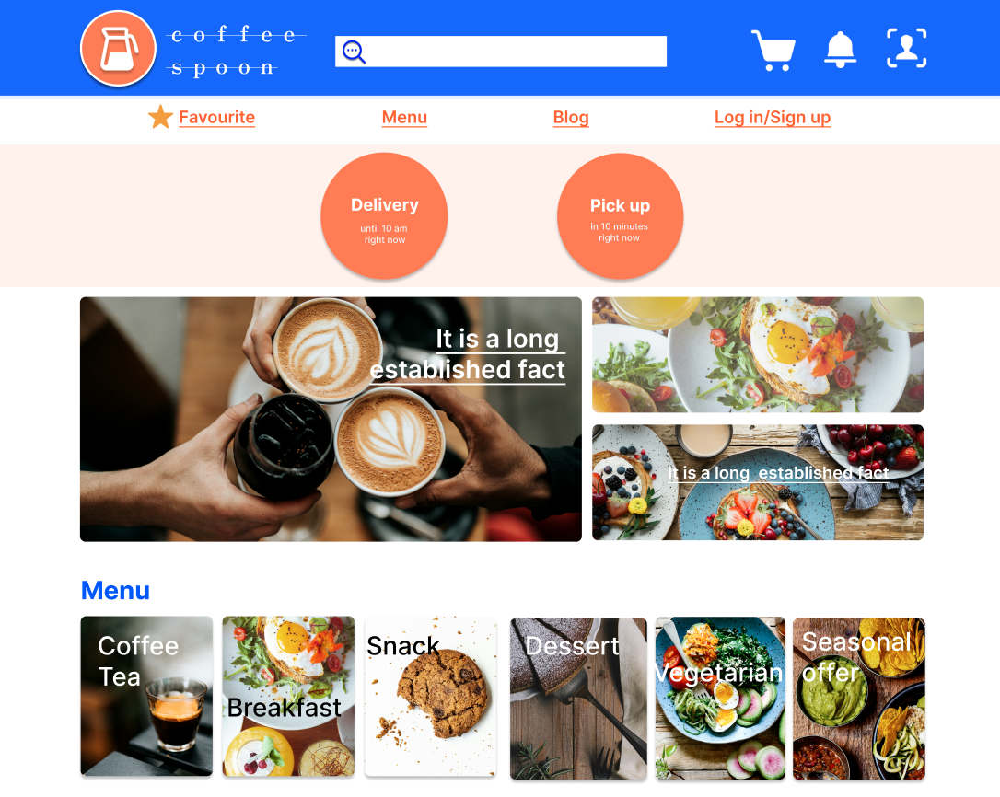 coffee
spoon
Favourite
Menu
Blog
Log in/Sign up
Delivery
until 10 am
right now
Pick up
In 10 minutes
right now
It is a long
established fact
It is a long established fact
Menu
Coffee
Tea
Breakfast
Snack
Dessert
Vegetarian
Seasonal
offer